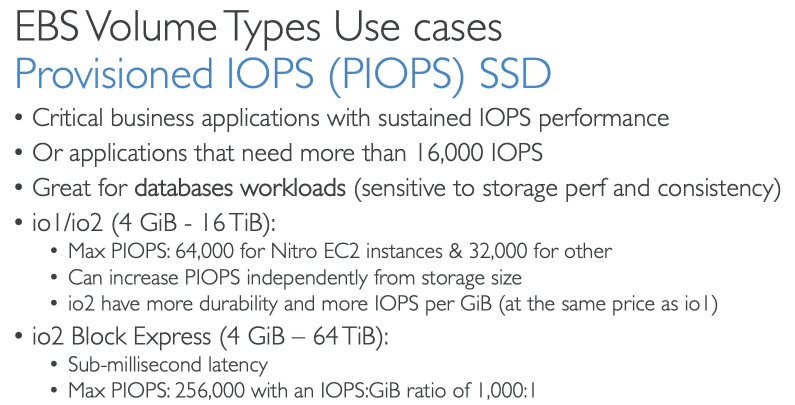 EBS Volume Types Use cases
Provisioned IOPS (PIOPS) SSD
• Critical business applications with sustained IOPS performance
• Or applications that need more than 16,000 IOPS
• Great for databases workloads (sensitive to storage perf and consistency)
• io1/io2 (4 GiB - 16 TiB):
• Max PIOPS: 64,000 for Nitro EC2 instances & 32,000 for other
• Can increase PIOPS independently from storage size
• io2 have more durability and more IOPS per GiB (at the same price as io1)
• io2 Block Express (4 GiB – 64 TiB):
• Sub-millisecond latency
• Max PIOPS: 256,000 with an IOPS:GiB ratio of 1,000:1